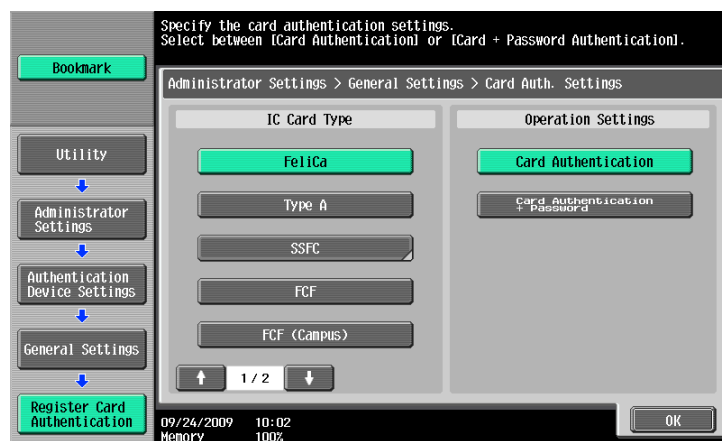 Specify the card authentication settings.
Select between [Card Authentication] or [Card + Password Authentication].
Bookmark
Administrator Settings > General Settings > Card Auth. Settings
IC Card Type
Operation Settings
Utility
FeliCa
Card Authentication
Type A
Card Authentication
+ Password
Administrator
Settings
SSFC
Authentication
Device Settings
FCF
General Settings
FCF (Campus)
1/2
Register Card
Authentication
09/24/2009 10:02
Memory 100%
OK